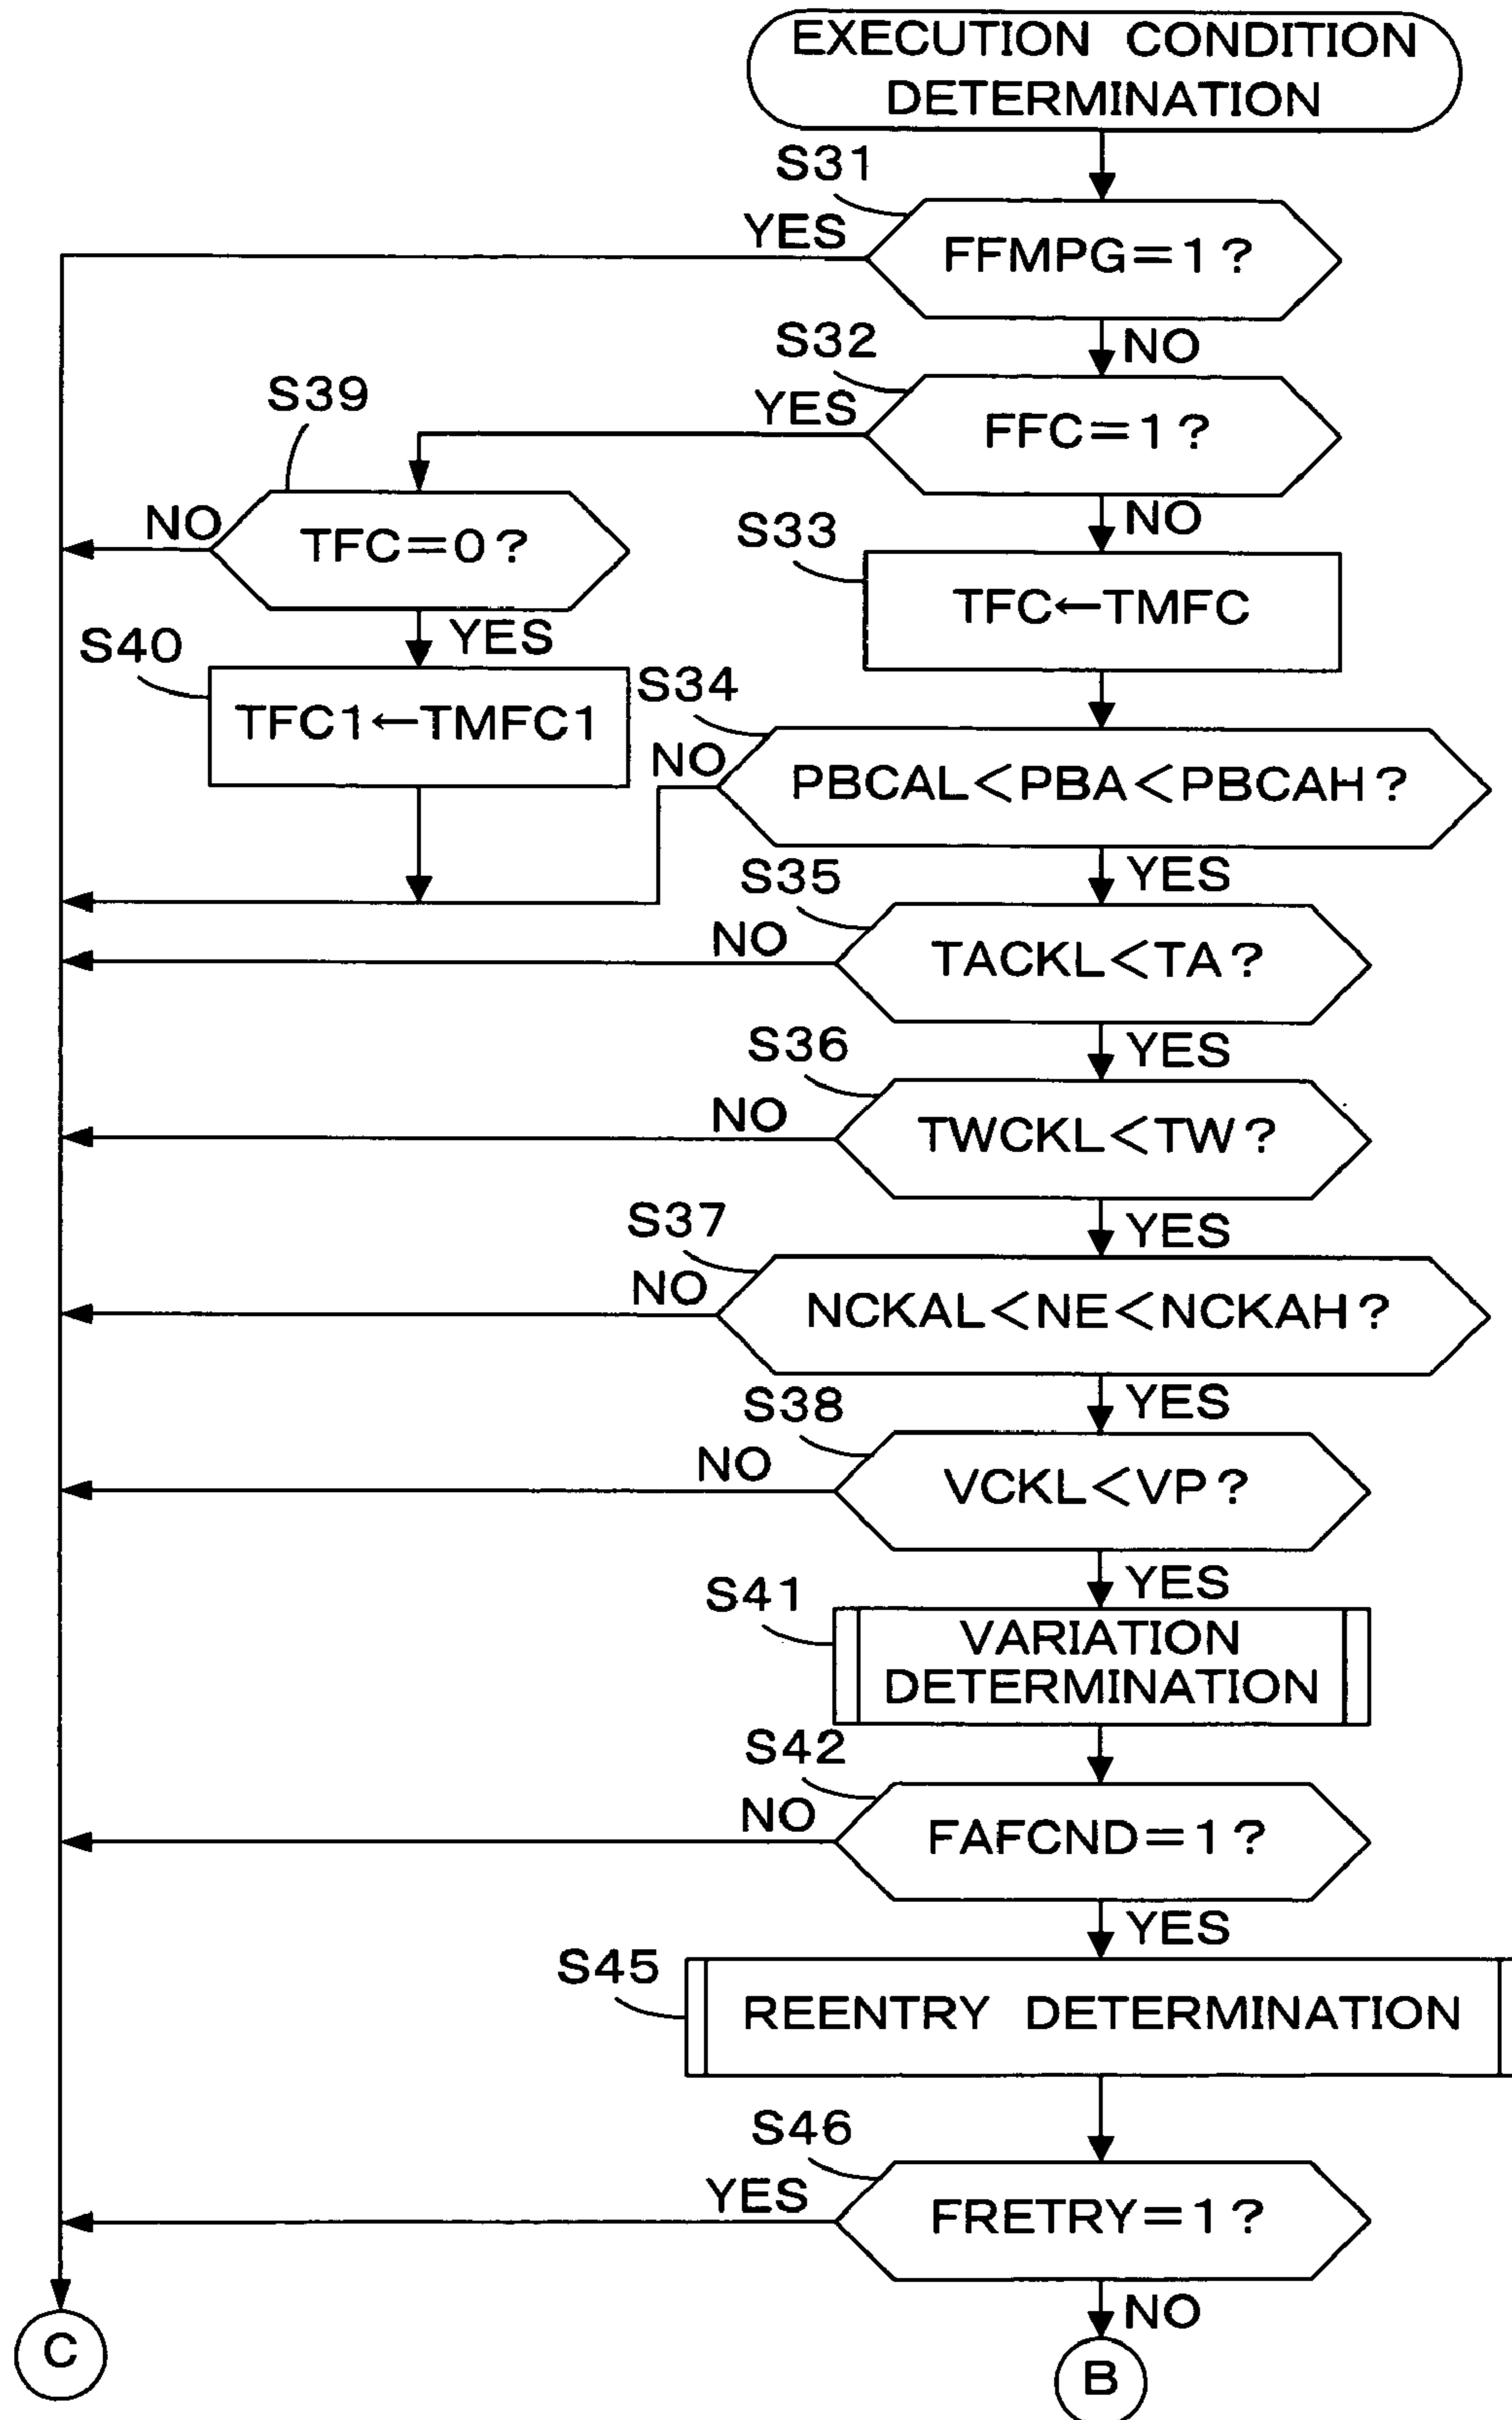 EXECUTION CONDITION
DETERMINATION
S31
YES
FFMPG=1?
NO
S32
YES
FFC=1?
NO
S39
NO
TFC=0?
YES
S33
TFC←TMFC
S40
TFC1←TMFC1
S34
NO
PBCAL<PBA<PBCAH?
YES
S35
NO
TACKL<TA?
YES
S36
NO
TWCKL<TW?
YES
S37
NO
NCKAL<NE<NCKAH?
YES
S38
NO
VCKL<VP?
YES
S41
VARIATION
DETERMINATION
S42
NO
FAFCND=1?
YES
S45
REENTRY DETERMINATION
S46
YES
FRETRY=1?
NO
C
B